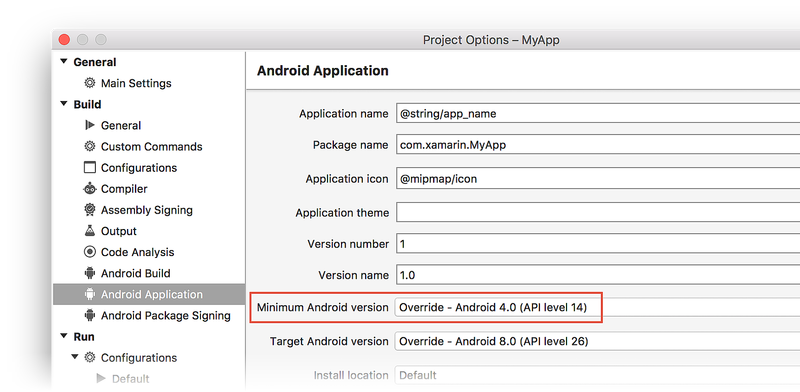 Project Options – MyApp
General
Main Settings
Build
General
Custom Commands
Configurations
Compiler
Assembly Signing
Output
Code Analysis
Android Build
Android Application
Android Package Signing
Run
Configurations
Default
Android Application
Application name @string/app_name
Package name com.xamarin.MyApp
Application icon @mipmap/icon
Application theme
Version number 1
Version name 1.0
Minimum Android version Override - Android 4.0 (API level 14)
Target Android version Override - Android 8.0 (API level 26)
Install location Default